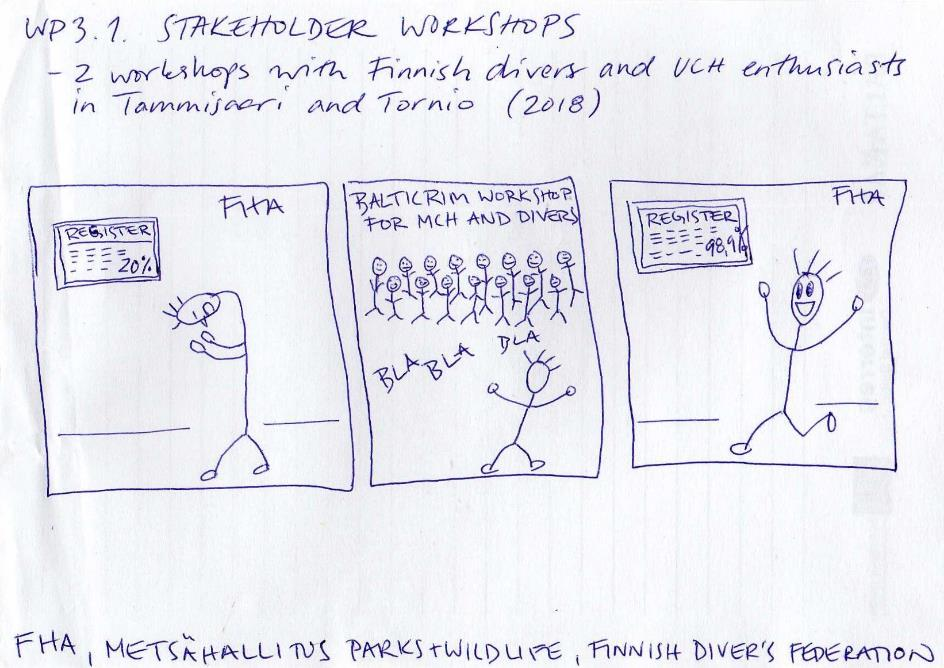 WP3.1. STAKEHOLDER WORKSHOPS
- 2 workshops with Finnish divers and UCH enthusiasts
in Tammisaari and Tornio (2018)
FHA
REGISTER
20%
BALTICRIM WORKSHOP
FOR MCH AND DIVERS
BLA BLA BLA
FHA
REGISTER
98,9%
FHA, METSÄHALLITUS PARKS+WILDLIFE, FINNISH DIVER'S FEDERATION